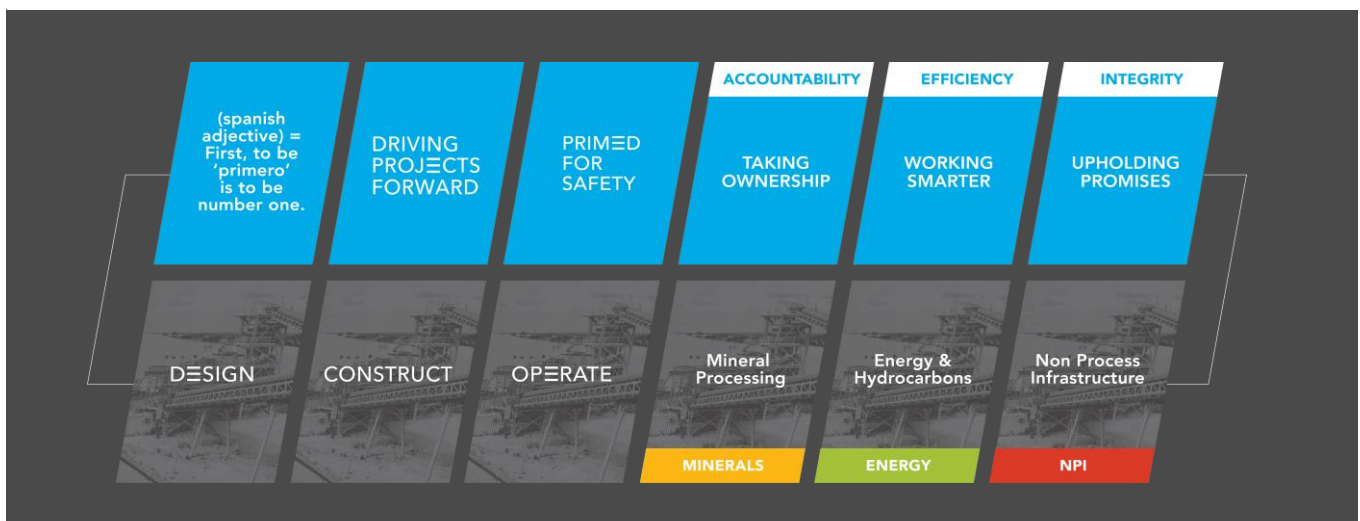 (spanish
adjective) =
First, to be
‘primero’
is to be
number one.
DRIVING
PROJECTS
FORWARD
PRIMED
FOR
SAFETY
ACCOUNTABILITY
TAKING
OWNERSHIP
EFFICIENCY
WORKING
SMARTER
INTEGRITY
UPHOLDING
PROMISES
DESIGN
CONSTRUCT
OPERATE
Mineral
Processing
MINERALS
Energy &
Hydrocarbons
ENERGY
Non Process
Infrastructure
NPI